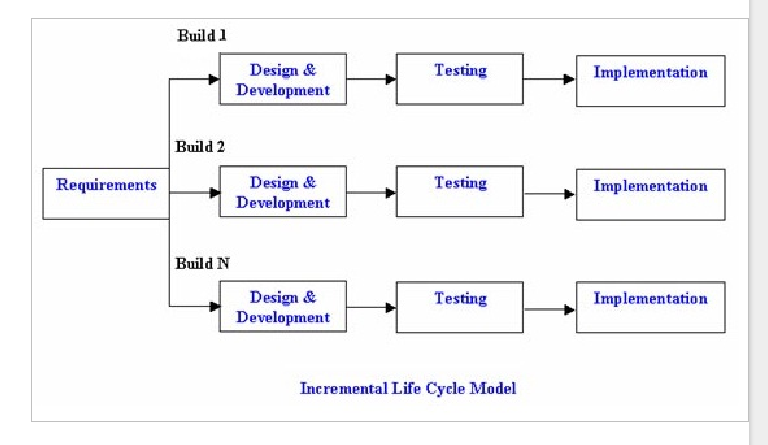 Build 1
Design &
Development
Testing
Implementation
Build 2
Requirements
Design &
Development
Testing
Implementation
Build N
Design &
Development
Testing
Implementation
Incremental Life Cycle Model